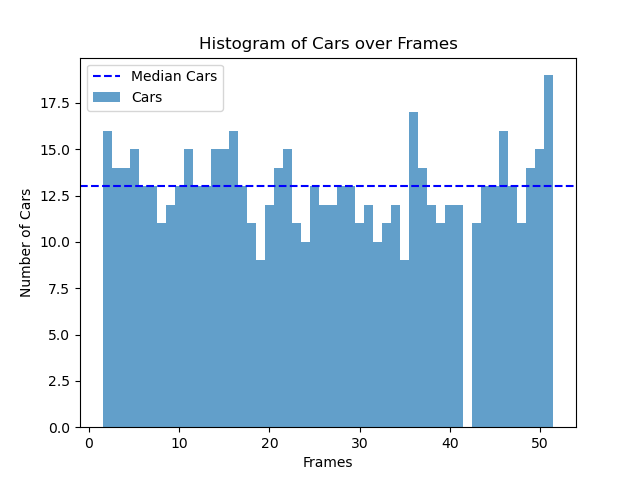 Histogram of Cars over Frames
Median Cars
Cars
Number of Cars
17.5
15.0
12.5
10.0
7.5
5.0
2.5
0.0
0 10 20 30 40 50
Frames